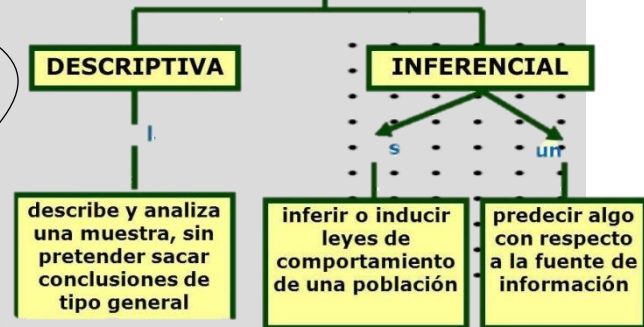 DESCRIPTIVA
INFERENCIAL
l.
s
un
describe y analiza
una muestra, sin
pretender sacar
conclusiones de
tipo general
inferir o inducir
leyes de
comportamiento
de una población
predecir algo
con respecto
a la fuente de
información